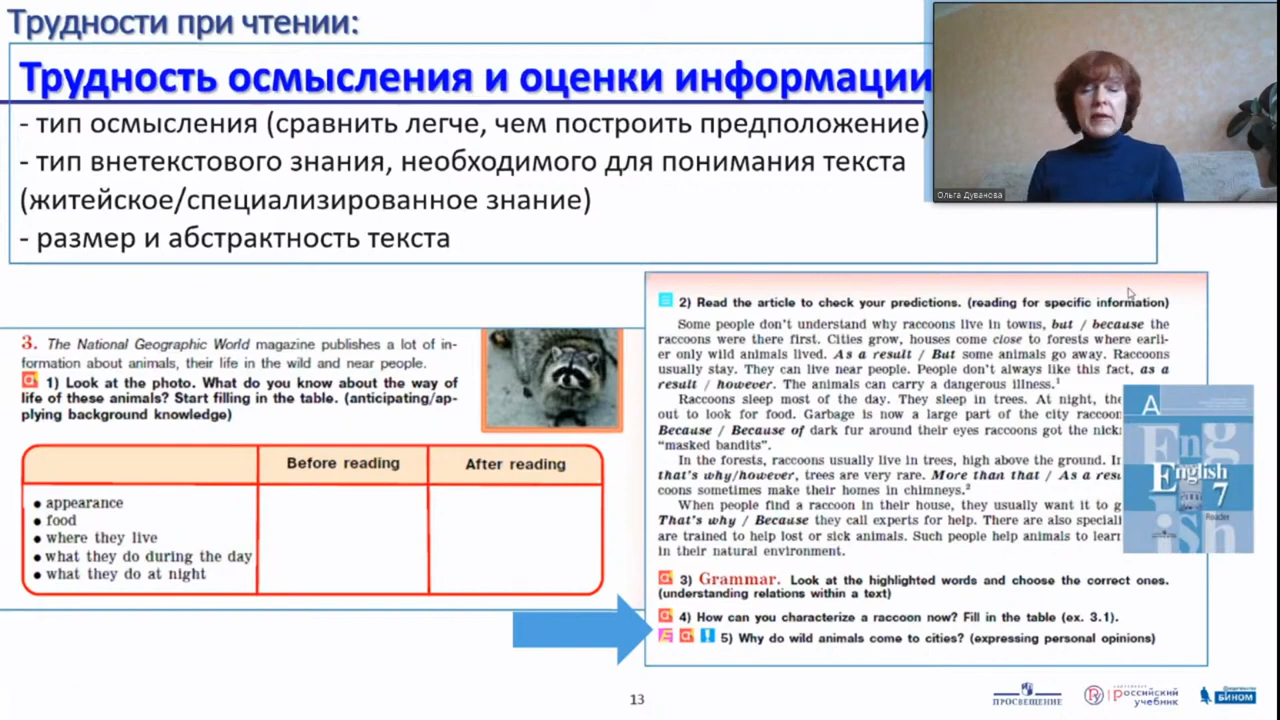 Трудности при чтении:
Трудность осмысления и оценки информации
- тип осмысления (сравнить легче, чем построить предположение)
- тип внетекстового знания, необходимого для понимания текста
(житейское/специализированное знание)
- размер и абстрактность текста
Ольга Дуванова
3. The National Geographic World magazine publishes a lot of in-
formation about animals, their life in the wild and near people.
1) Look at the photo. What do you know about the way of
life of these animals? Start filling in the table. (anticipating/ap-
plying background knowledge)
Before reading
After reading
• appearance
• food
• where they live
• what they do during the day
• what they do at night
2) Read the article to check your predictions. (reading for specific information)
Some people don't understand why raccoons live in towns, but / because the
raccoons were there first. Cities grow, houses come close to forests where earli-
er only wild animals lived. As a result / But some animals go away. Raccoons
usually stay. They can live near people. People don't always like this fact, as a
result / however. The animals can carry a dangerous illness.¹
Raccoons sleep most of the day. They sleep in trees. At night, the
out to look for food. Garbage is now a large part of the city raccoon
Because / Because of dark fur around their eyes raccoons got the nick
"masked bandits".
In the forests, raccoons usually live in trees, high above the ground. In
that's why/however, trees are very rare. More than that / As a resu
coons sometimes make their homes in chimneys.²
When people find a raccoon in their house, they usually want it to g
That's why / Because they call experts for help. There are also speciali
are trained to help lost or sick animals. Such people help animals to learn
in their natural environment.
3) Grammar. Look at the highlighted words and choose the correct ones.
(understanding relations within a text)
4) How can you characterize a raccoon now? Fill in the table (ex. 3.1).
5) Why do wild animals come to cities? (expressing personal opinions)
A
Eng
English
7
Reader
ish
13
ПРОСВЕЩЕНИЕ
российский
учебник
БИНОМ